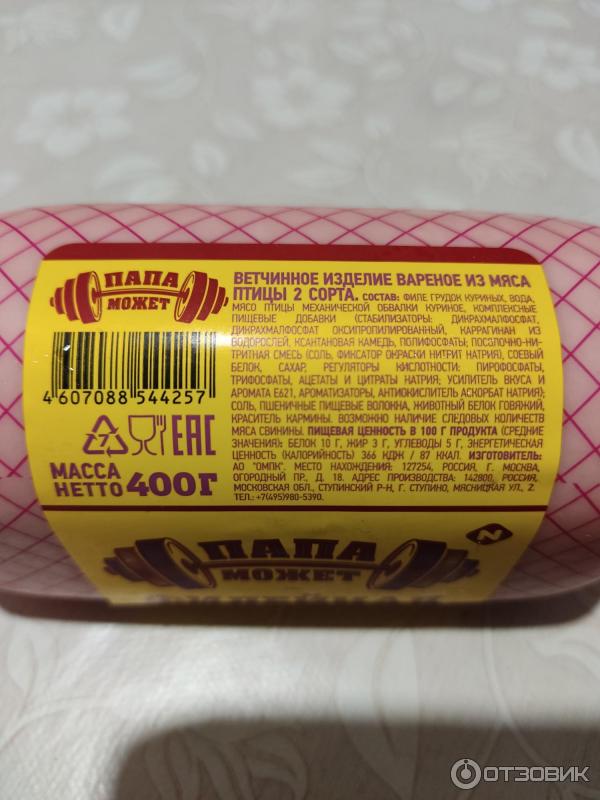 ПАПА
МОЖЕТ
4 607088 544257
7
EAC
МАССА
НЕТТО 400Г
ВЕТЧИННОЕ ИЗДЕЛИЕ ВАРЕНОЕ ИЗ МЯСА
ПТИЦЫ 2 СОРТА. СОСТАВ: ФИЛЕ ГРУДОК КУРИНЫХ, ВОДА,
МЯСО ПТИЦЫ МЕХАНИЧЕСКОЙ ОБВАЛКИ КУРИНОЕ, КОМПЛЕКСНЫЕ
ПИЩЕВЫЕ ДОБАВКИ (СТАБИЛИЗАТОРЫ: ДИКРАХМАЛФОСФАТ,
ДИКРАХМАЛФОСФАТ ОКСИПРОПИЛИРОВАННЫЙ, КАРРАГИНАН ИЗ
ВОДОРОСЛЕЙ, КСАНТАНОВАЯ КАМЕДЬ, ПОЛИФОСФАТЫ; ПОСОЛОЧНО-НИ-
ТРИТНАЯ СМЕСЬ (СОЛЬ, ФИКСАТОР ОКРАСКИ НИТРИТ НАТРИЯ), СОЕВЫЙ
БЕЛОК, САХАР, РЕГУЛЯТОРЫ КИСЛОТНОСТИ: ПИРОФОСФАТЫ,
ТРИФОСФАТЫ, АЦЕТАТЫ И ЦИТРАТЫ НАТРИЯ; УСИЛИТЕЛЬ ВКУСА И
АРОМАТА Е621, АРОМАТИЗАТОРЫ, АНТИОКИСЛИТЕЛЬ АСКОРБАТ НАТРИЯ);
СОЛЬ, ПШЕНИЧНЫЕ ПИЩЕВЫЕ ВОЛОКНА, ЖИВОТНЫЙ БЕЛОК ГОВЯЖИЙ,
КРАСИТЕЛЬ КАРМИНЫ. ВОЗМОЖНО НАЛИЧИЕ СЛЕДОВЫХ КОЛИЧЕСТВ
МЯСА СВИНИНЫ. ПИЩЕВАЯ ЦЕННОСТЬ В 100 Г ПРОДУКТА (СРЕДНИЕ
ЗНАЧЕНИЯ): БЕЛОК 10 Г, ЖИР 3 Г, УГЛЕВОДЫ 5 Г, ЭНЕРГЕТИЧЕСКАЯ
ЦЕННОСТЬ (КАЛОРИЙНОСТЬ) 366 КДЖ / 87 ККАЛ. ИЗГОТОВИТЕЛЬ:
АО "ОМПК". МЕСТО НАХОЖДЕНИЯ: 127254, РОССИЯ, Г. МОСКВА,
ОГОРОДНЫЙ ПР., Д. 18. АДРЕС ПРОИЗВОДСТВА: 142800, РОССИЯ,
МОСКОВСКАЯ ОБЛ., СТУПИНСКИЙ Р-Н, Г. СТУПИНО, МЯСНИЦКАЯ УЛ., 2.
ТЕЛ.: +7(495)980-5390.
N
ПАПА
МОЖЕТ
ОТЗОВИК